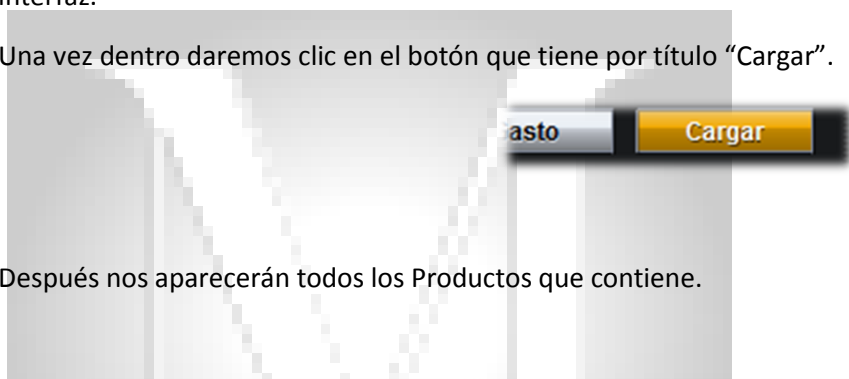 Interfaz.
Una vez dentro daremos clic en el botón que tiene por título “Cargar”.
asto Cargar
Después nos aparecerán todos los Productos que contiene.